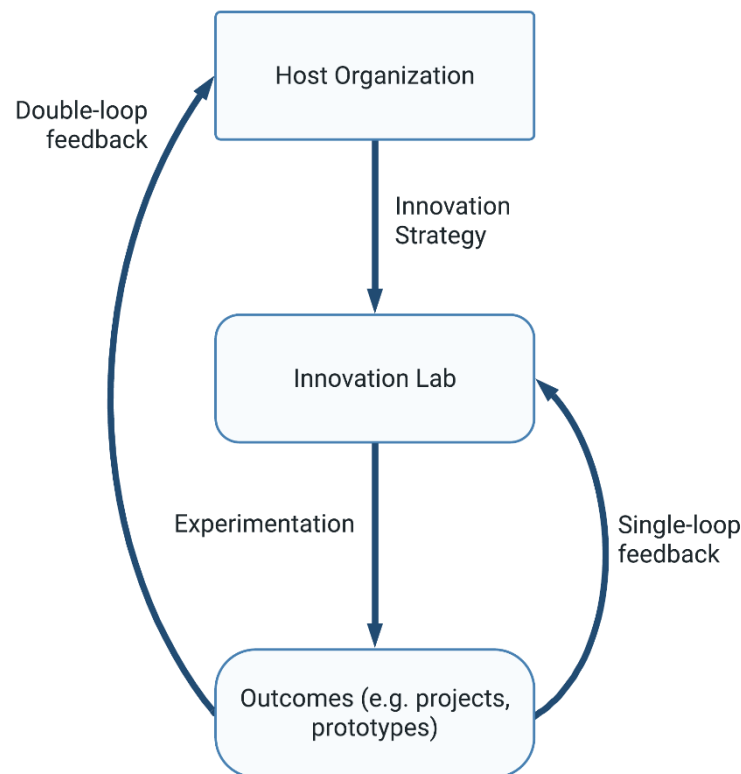 Host Organization
Double-loop
feedback
Innovation
Strategy
Innovation Lab
Experimentation
Single-loop
feedback
Outcomes (e.g. projects,
prototypes)